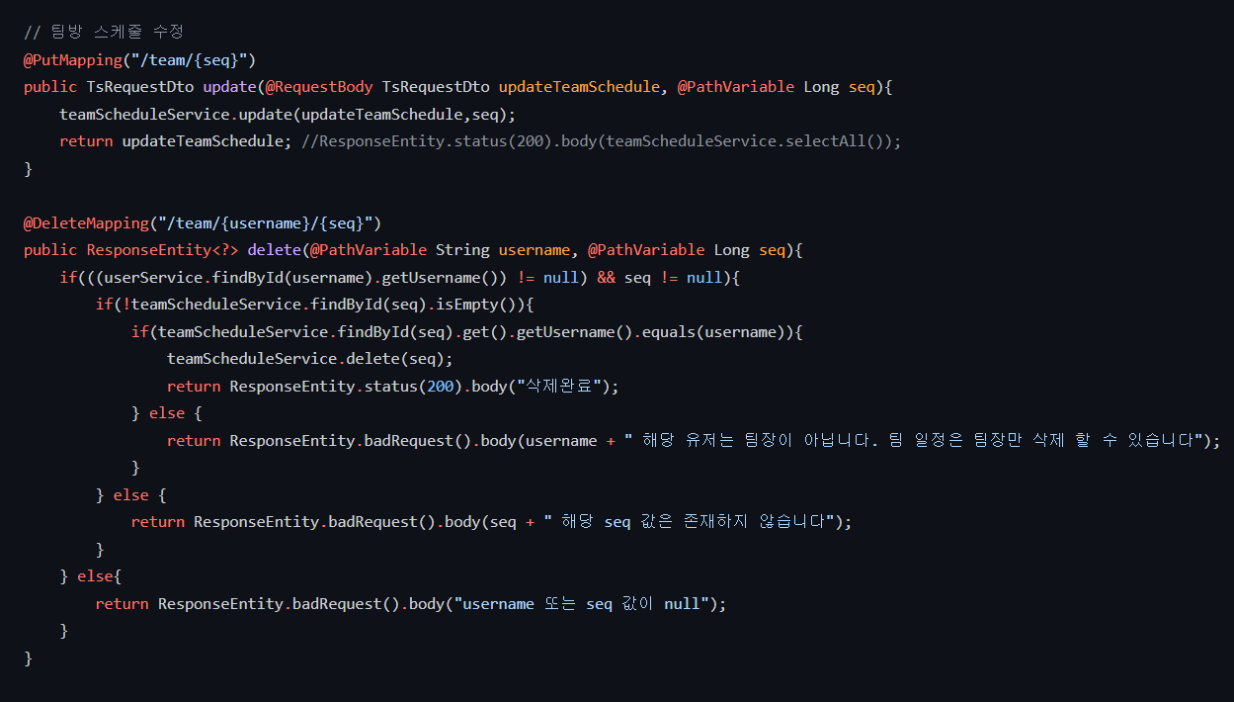 // 팀방 스케줄 수정
@PutMapping("/team/{seq}")
public TsRequestDto update(@RequestBody TsRequestDto updateTeamSchedule, @PathVariable Long seq){
    teamScheduleService.update(updateTeamSchedule,seq);
    return updateTeamSchedule; //ResponseEntity.status(200).body(teamScheduleService.selectAll());
}

@DeleteMapping("/team/{username}/{seq}")
public ResponseEntity<?> delete(@PathVariable String username, @PathVariable Long seq){
    if(((userService.findById(username).getUsername()) != null) && seq != null){
        if(!teamScheduleService.findById(seq).isEmpty()){
            if(teamScheduleService.findById(seq).get().getUsername().equals(username)){
                teamScheduleService.delete(seq);
                return ResponseEntity.status(200).body("삭제완료");
            } else {
                return ResponseEntity.badRequest().body(username + " 해당 유저는 팀장이 아닙니다. 팀 일정은 팀장만 삭제 할 수 있습니다");
            }
        } else {
            return ResponseEntity.badRequest().body(seq + " 해당 seq 값은 존재하지 않습니다");
        }
    } else{
        return ResponseEntity.badRequest().body("username 또는 seq 값이 null");
    }
}